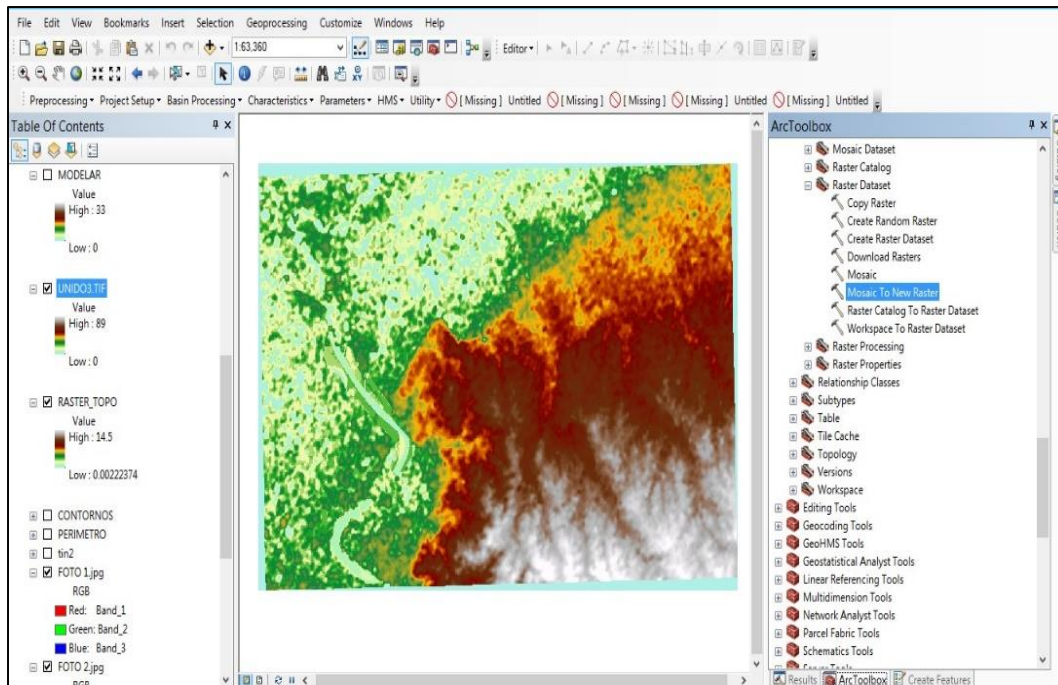 File Edit View Bookmarks Insert Selection Geoprocessing Customize Windows Help
1:63,360 Editor
Preprocessing Project Setup Basin Processing Characteristics Parameters HMS Utility [Missing] Untitled [Missing] [Missing] [Missing] Untitled [Missing] Untitled
Table Of Contents
MODELAR
Value
High : 33
Low : 0
UNIDO3.TIF
Value
High : 89
Low : 0
RASTER_TOPO
Value
High : 14.5
Low : 0.00222374
CONTORNOS
PERIMETRO
tin2
FOTO 1.jpg
RGB
Red: Band_1
Green: Band_2
Blue: Band_3
FOTO 2.jpg
RGB
ArcToolbox
Mosaic Dataset
Raster Catalog
Raster Dataset
Copy Raster
Create Random Raster
Create Raster Dataset
Download Rasters
Mosaic
Mosaic To New Raster
Raster Catalog To Raster Dataset
Workspace To Raster Dataset
Raster Processing
Raster Properties
Relationship Classes
Subtypes
Table
Tile Cache
Topology
Versions
Workspace
Editing Tools
Geocoding Tools
GeoHMS Tools
Geostatistical Analyst Tools
Linear Referencing Tools
Multidimension Tools
Network Analyst Tools
Parcel Fabric Tools
Schematics Tools
Server Tools
Results ArcToolbox Create Features